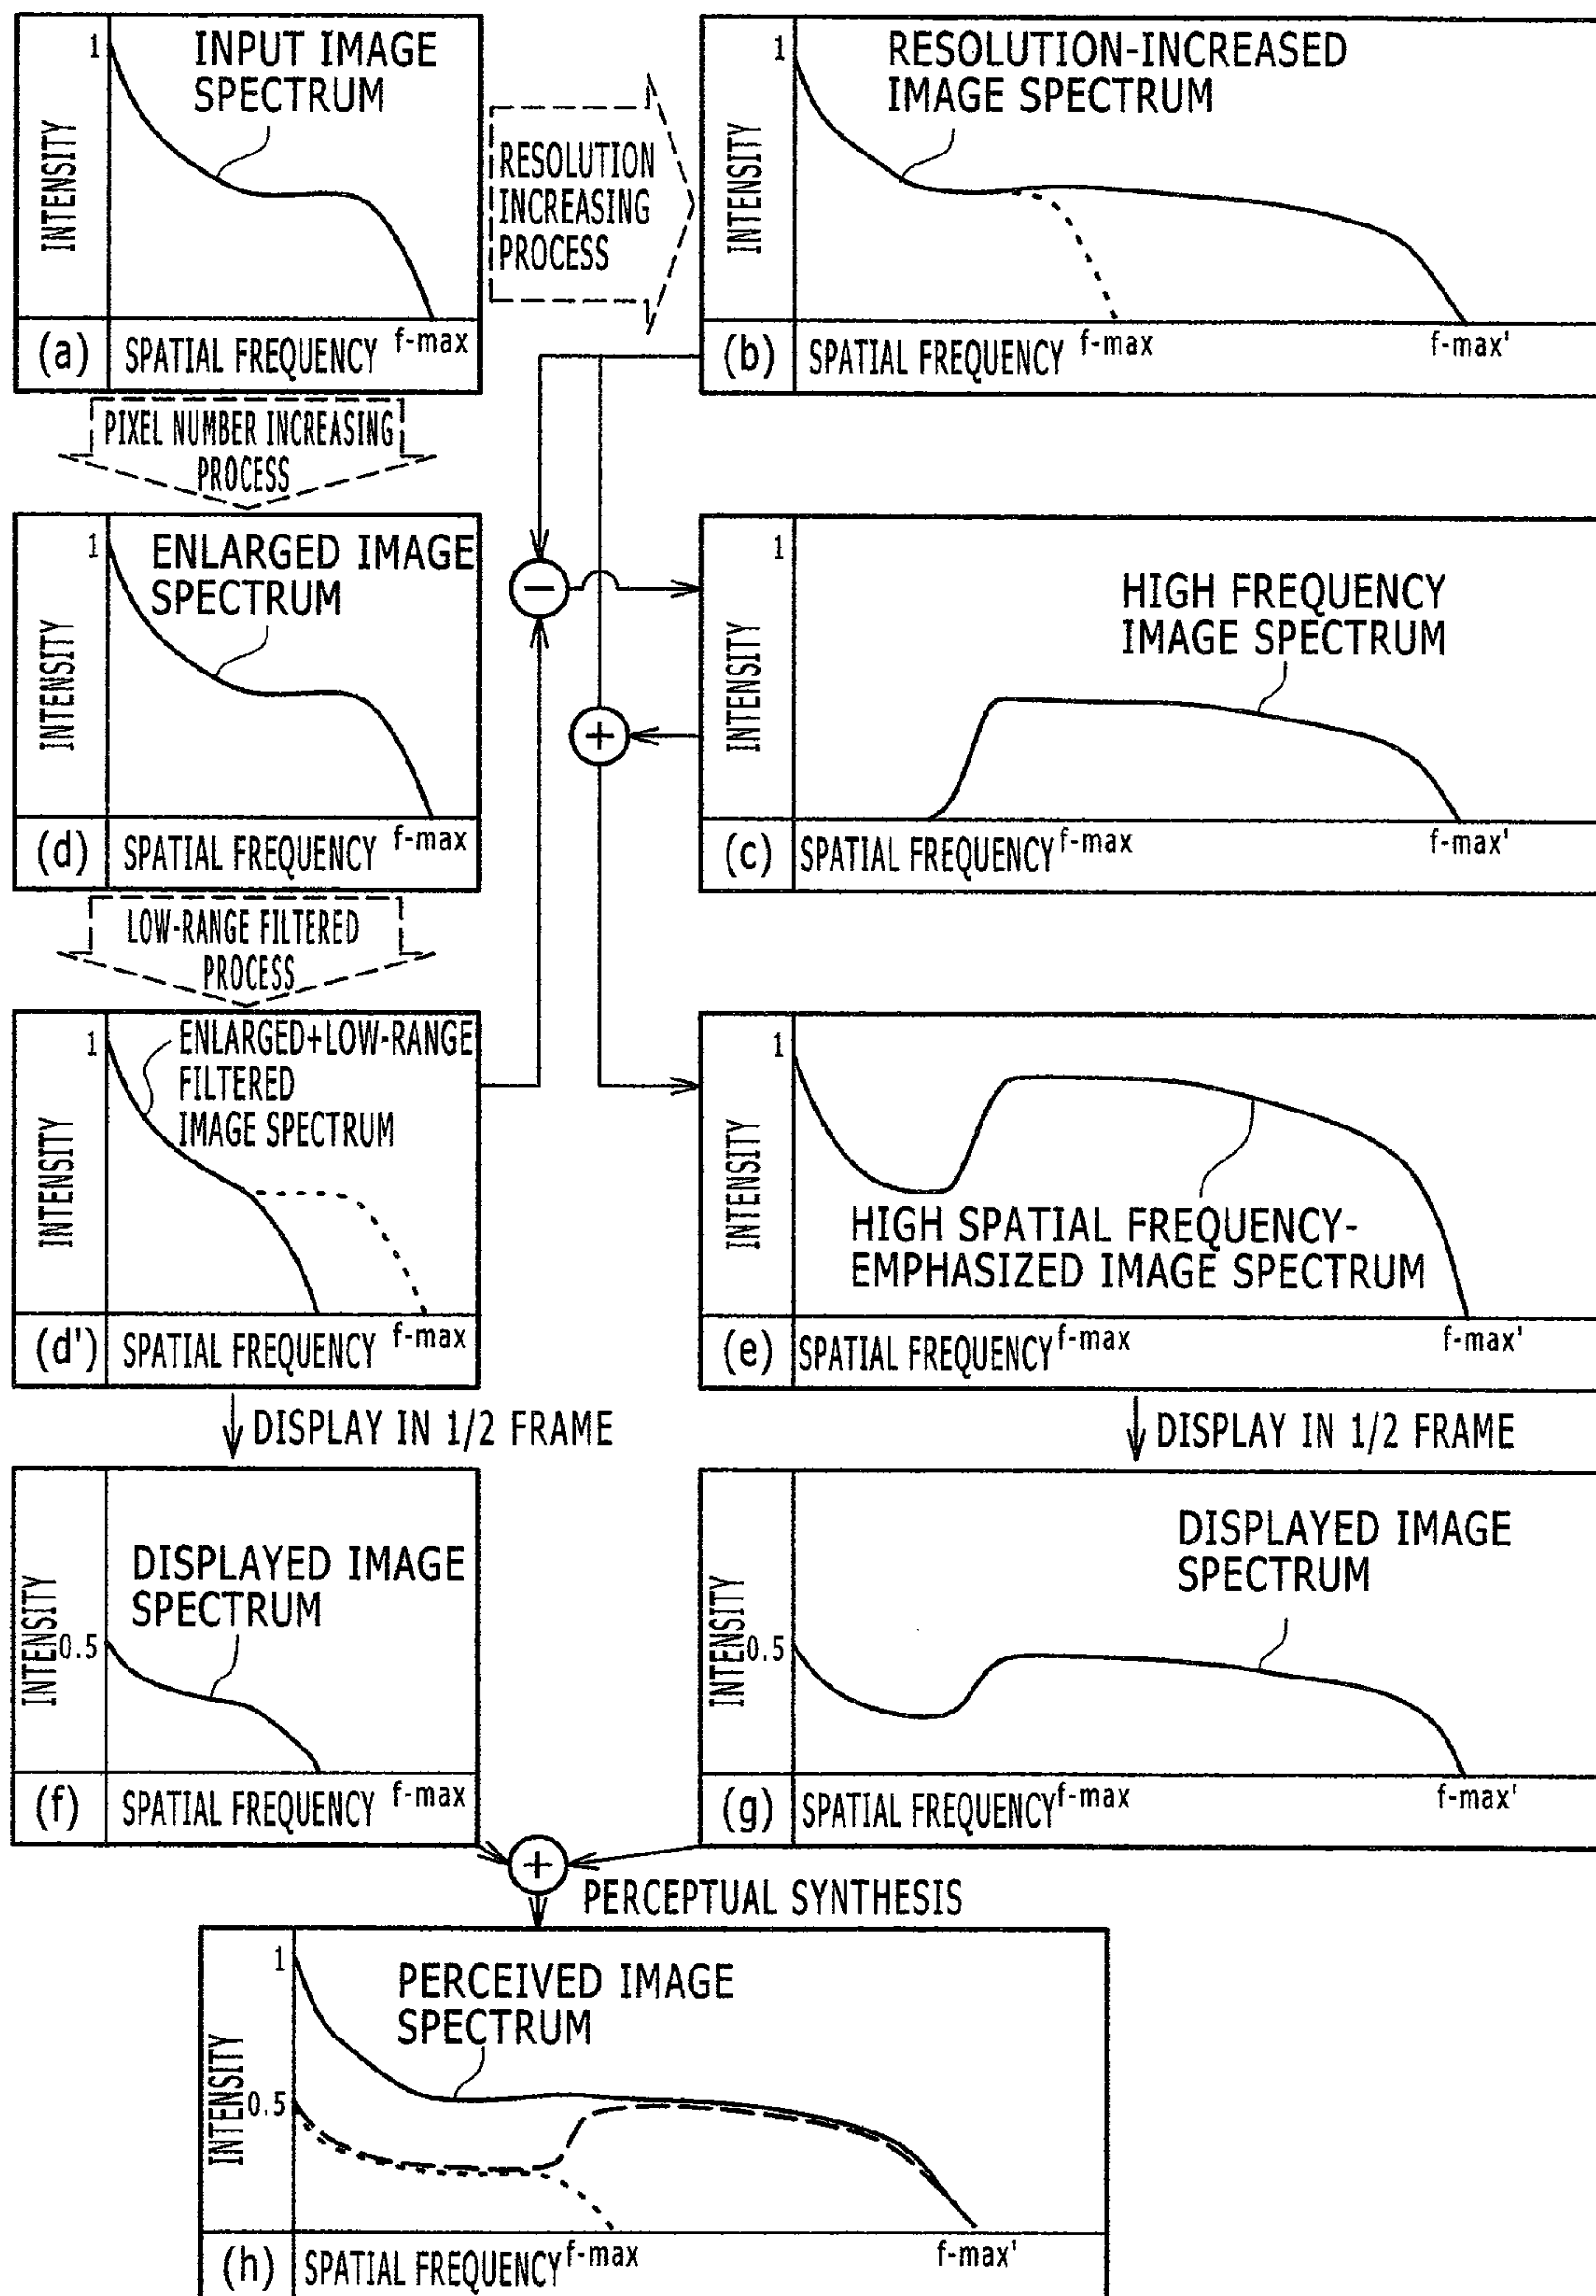 1
INPUT IMAGE
SPECTRUM
INTENSITY
(a)
SPATIAL FREQUENCY
f-max
RESOLUTION
INCREASING
PROCESS
1
RESOLUTION-INCREASED
IMAGE SPECTRUM
INTENSITY
(b)
SPATIAL FREQUENCY
f-max
f-max'
PIXEL NUMBER INCREASING
PROCESS
1
ENLARGED IMAGE
SPECTRUM
INTENSITY
(d)
SPATIAL FREQUENCY
f-max
−
+
1
HIGH FREQUENCY
IMAGE SPECTRUM
INTENSITY
(c)
SPATIAL FREQUENCY
f-max
f-max'
LOW-RANGE FILTERED
PROCESS
1
ENLARGED+LOW-RANGE
FILTERED
IMAGE SPECTRUM
INTENSITY
(d')
SPATIAL FREQUENCY
f-max
1
INTENSITY
HIGH SPATIAL FREQUENCY-
EMPHASIZED IMAGE SPECTRUM
(e)
SPATIAL FREQUENCY
f-max
f-max'
DISPLAY IN 1/2 FRAME
DISPLAY IN 1/2 FRAME
DISPLAYED IMAGE
SPECTRUM
INTENSITY
0.5
(f)
SPATIAL FREQUENCY
f-max
DISPLAYED IMAGE
SPECTRUM
INTENSITY
0.5
(g)
SPATIAL FREQUENCY
f-max
f-max'
+
PERCEPTUAL SYNTHESIS
1
PERCEIVED IMAGE
SPECTRUM
INTENSITY
0.5
(h)
SPATIAL FREQUENCY
f-max
f-max'